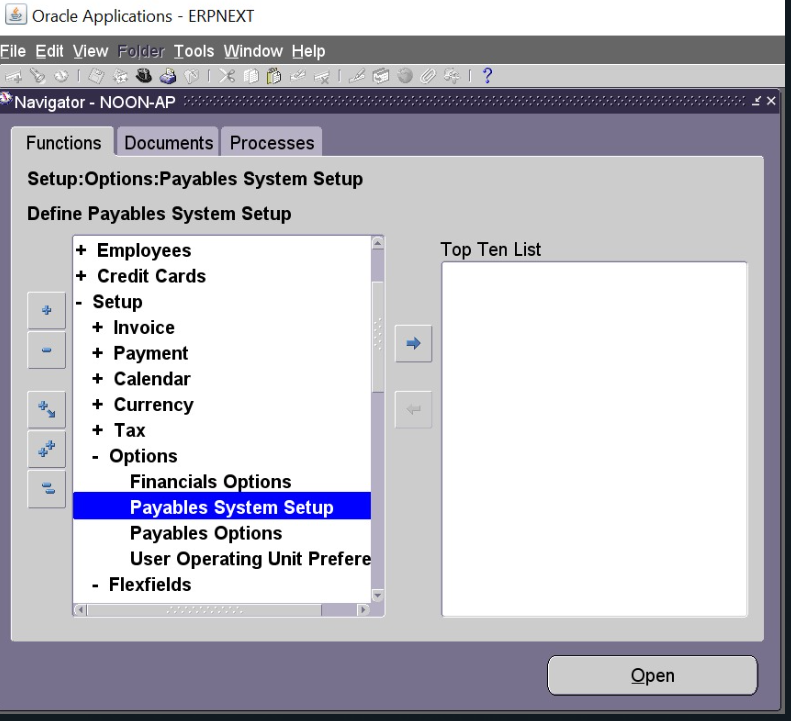 Oracle Applications - ERPNEXT
File Edit View Folder Tools Window Help
?
Navigator - NOON-AP
Functions Documents Processes
Setup:Options:Payables System Setup
Define Payables System Setup
+ Employees
+ Credit Cards
- Setup
+ Invoice
+ Payment
+ Calendar
+ Currency
+ Tax
- Options
Financials Options
Payables System Setup
Payables Options
User Operating Unit Prefere
- Flexfields
Top Ten List
Open